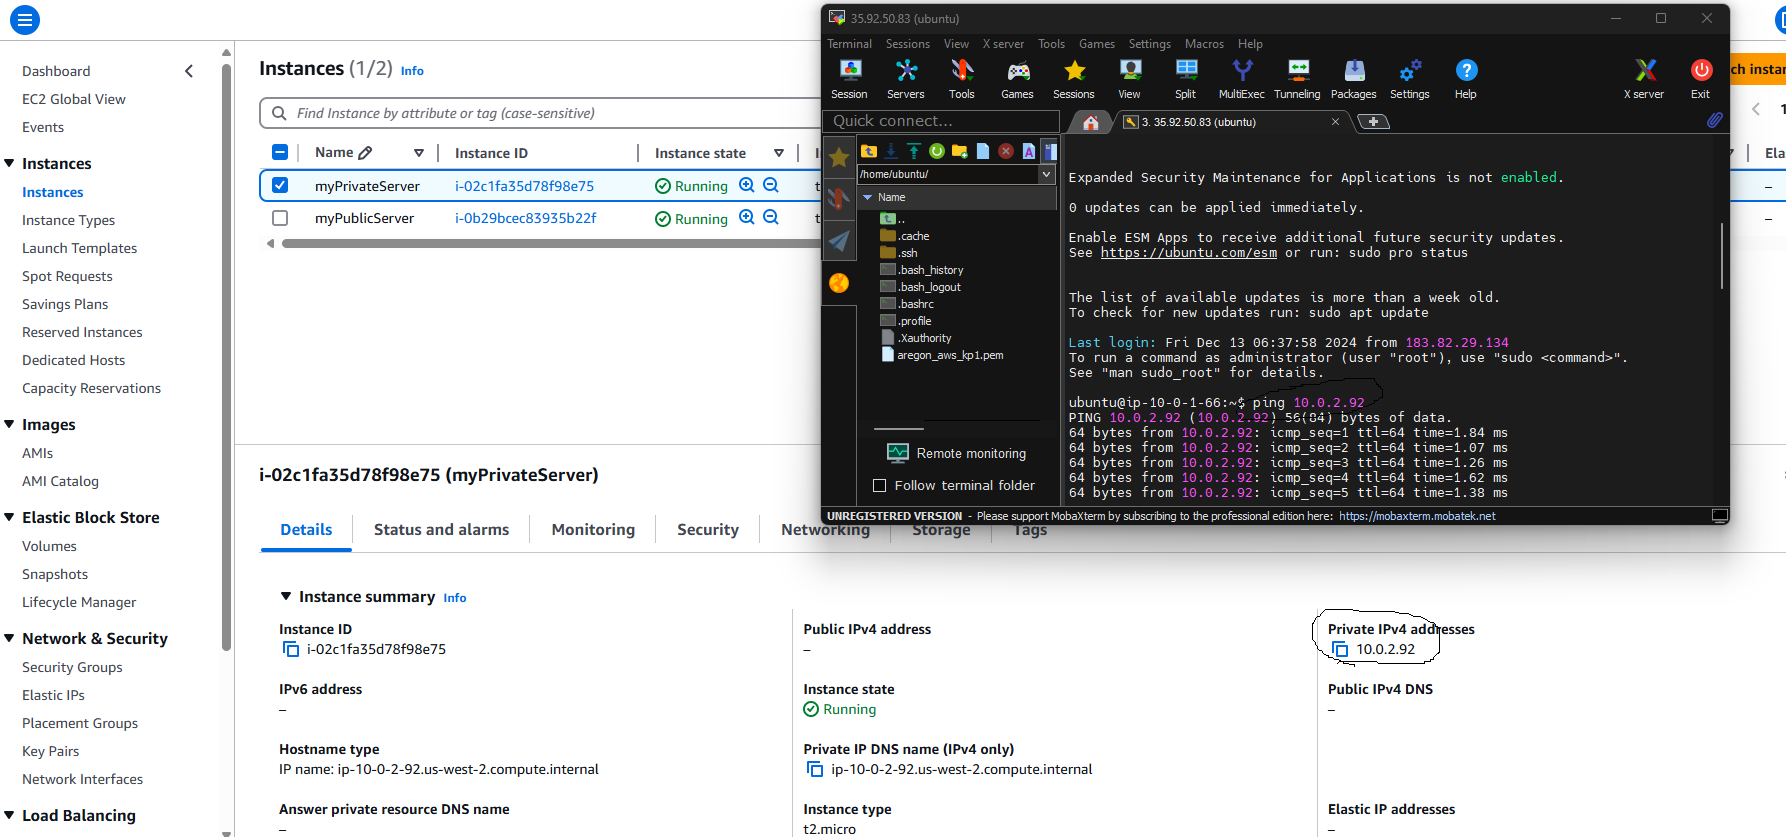 Dashboard
EC2 Global View
Events
Instances
Instances
Instance Types
Launch Templates
Spot Requests
Savings Plans
Reserved Instances
Dedicated Hosts
Capacity Reservations
Images
AMIs
AMI Catalog
Elastic Block Store
Volumes
Snapshots
Lifecycle Manager
Network & Security
Security Groups
Elastic IPs
Placement Groups
Key Pairs
Network Interfaces
Load Balancing
Instances (1/2) Info
Find Instance by attribute or tag (case-sensitive)
Name Instance ID Instance state
myPrivateServer i-02c1fa35d78f98e75 Running
myPublicServer i-0b29bcec83935b22f Running
35.92.50.83 (ubuntu)
Terminal Sessions View X server Tools Games Settings Macros Help
Session Servers Tools Games Sessions View Split MultiExec Tunneling Packages Settings Help X server Exit
Quick connect... 3. 35.92.50.83 (ubuntu)
/home/ubuntu/
Name
..
.cache
.ssh
.bash_history
.bash_logout
.bashrc
.profile
.Xauthority
aregon_aws_kp1.pem
Remote monitoring
Follow terminal folder
Expanded Security Maintenance for Applications is not enabled.
0 updates can be applied immediately.
Enable ESM Apps to receive additional future security updates.
See https://ubuntu.com/esm or run: sudo pro status
The list of available updates is more than a week old.
To check for new updates run: sudo apt update
Last login: Fri Dec 13 06:37:58 2024 from 183.82.29.134
To run a command as administrator (user "root"), use "sudo <command>".
See "man sudo_root" for details.
ubuntu@ip-10-0-1-66:~$ ping 10.0.2.92
PING 10.0.2.92 (10.0.2.92) 56(84) bytes of data.
64 bytes from 10.0.2.92: icmp_seq=1 ttl=64 time=1.84 ms
64 bytes from 10.0.2.92: icmp_seq=2 ttl=64 time=1.07 ms
64 bytes from 10.0.2.92: icmp_seq=3 ttl=64 time=1.26 ms
64 bytes from 10.0.2.92: icmp_seq=4 ttl=64 time=1.62 ms
64 bytes from 10.0.2.92: icmp_seq=5 ttl=64 time=1.38 ms
UNREGISTERED VERSION - Please support MobaXterm by subscribing to the professional edition here: https://mobaxterm.mobatek.net
ch instan
1
Ela
–
–
i-02c1fa35d78f98e75 (myPrivateServer)
Details Status and alarms Monitoring Security Networking Storage Tags
Instance summary Info
Instance ID
i-02c1fa35d78f98e75
Public IPv4 address
–
Private IPv4 addresses
10.0.2.92
IPv6 address
–
Instance state
Running
Public IPv4 DNS
–
Hostname type
IP name: ip-10-0-2-92.us-west-2.compute.internal
Private IP DNS name (IPv4 only)
ip-10-0-2-92.us-west-2.compute.internal
Answer private resource DNS name
–
Instance type
t2.micro
Elastic IP addresses
–